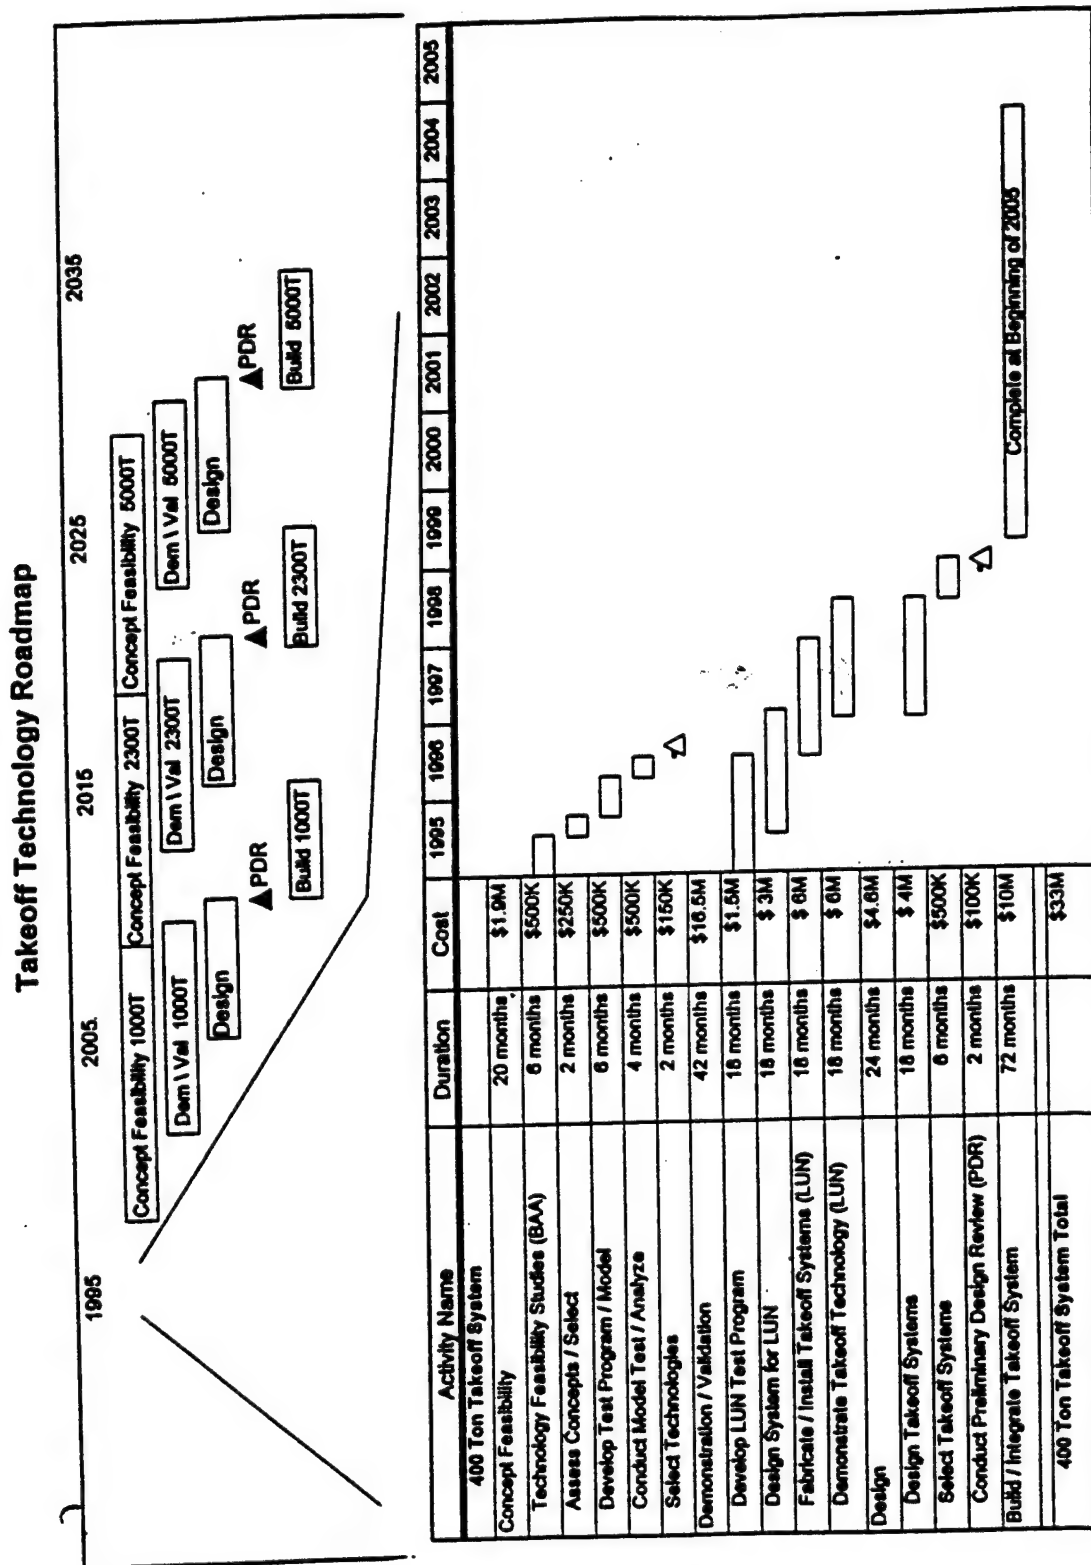 Takeoff Technology Roadmap
1995 2005. 2015 2025 2035
Concept Feasibility 1000T Concept Feasibility 2300T Concept Feasibility 5000T
Dem \ Val 1000T Dem \ Val 2300T Dem \ Val 5000T
Design Design Design
PDR PDR PDR
Build 1000T Build 2300T Build 5000T
Activity Name Duration Cost 1995 1996 1997 1998 1999 2000 2001 2002 2003 2004 2005
400 Ton Takeoff System
Concept Feasibility 20 months $1.9M
Technology Feasibility Studies (BAA) 6 months $500K
Assess Concepts / Select 2 months $250K
Develop Test Program / Model 6 months $500K
Conduct Model Test / Analyze 4 months $500K
Select Technologies 2 months $150K
Demonstration / Validation 42 months $16.5M
Develop LUN Test Program 18 months $1.5M
Design System for LUN 18 months $ 3M
Fabricate / Install Takeoff Systems (LUN) 18 months $ 6M
Demonstrate Takeoff Technology (LUN) 18 months $ 6M
Design 24 months $4.6M
Design Takeoff Systems 18 months $ 4M
Select Takeoff Systems 6 months $500K
Conduct Preliminary Design Review (PDR) 2 months $100K
Build / Integrate Takeoff System 72 months $10M Complete at Beginning of 2005
400 Ton Takeoff System Total $33M